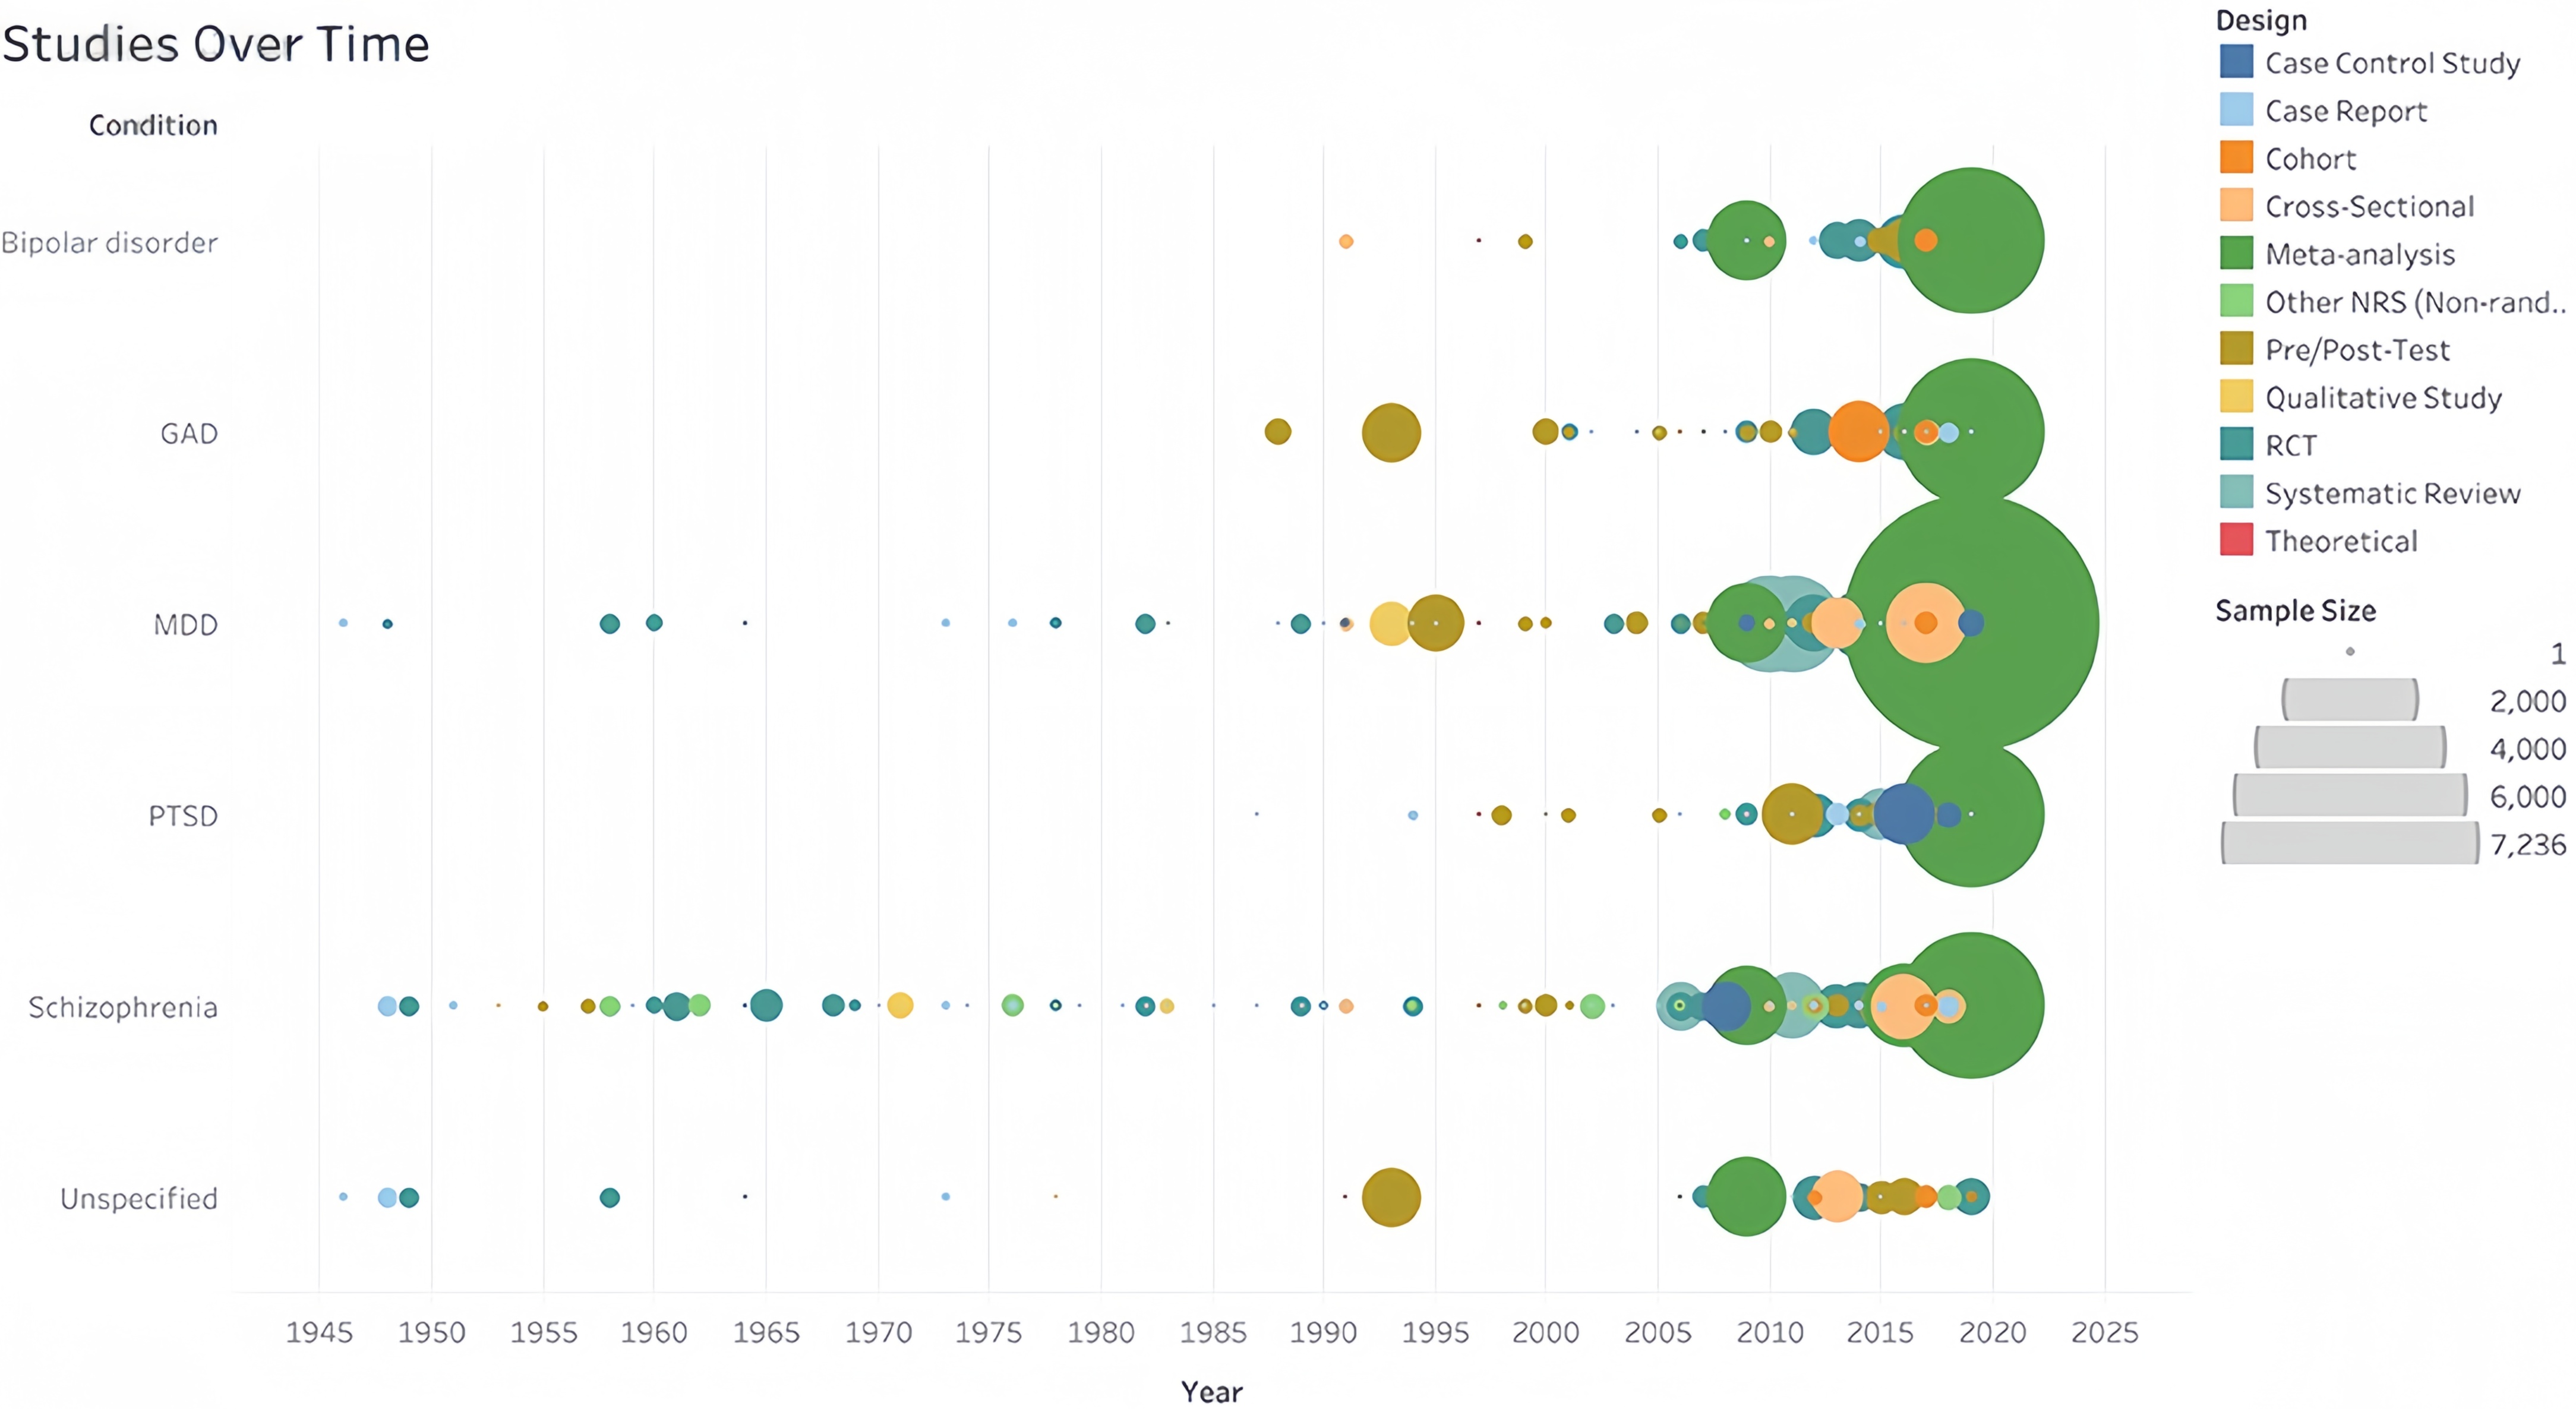 Studies Over Time
Condition
Bipolar disorder
GAD
MDD
PTSD
Schizophrenia
Unspecified
1945 1950 1955 1960 1965 1970 1975 1980 1985 1990 1995 2000 2005 2010 2015 2020 2025
Year
Design
Case Control Study
Case Report
Cohort
Cross-Sectional
Meta-analysis
Other NRS (Non-rand..
Pre/Post-Test
Qualitative Study
RCT
Systematic Review
Theoretical
Sample Size
1
2,000
4,000
6,000
7,236